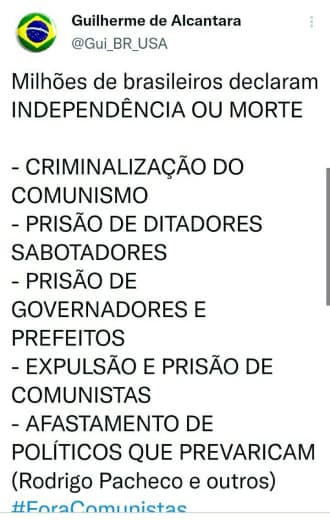 Guilherme de Alcantara
@Gui_BR_USA
Milhões de brasileiros declaram
INDEPENDÊNCIA OU MORTE
- CRIMINALIZAÇÃO DO
COMUNISMO
- PRISÃO DE DITADORES
SABOTADORES
- PRISÃO DE
GOVERNADORES E
PREFEITOS
- EXPULSÃO E PRISÃO DE
COMUNISTAS
- AFASTAMENTO DE
POLÍTICOS QUE PREVARICAM
(Rodrigo Pacheco e outros)
#ForaComunistas